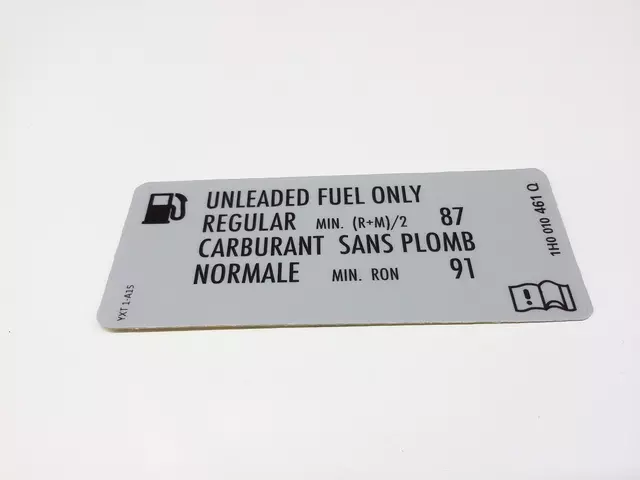 UNLEADED FUEL ONLY
REGULAR MIN. (R+M)/2 87
CARBURANT SANS PLOMB
NORMALE MIN. RON 91
1H0 010 461 Q
YXT 1-A15